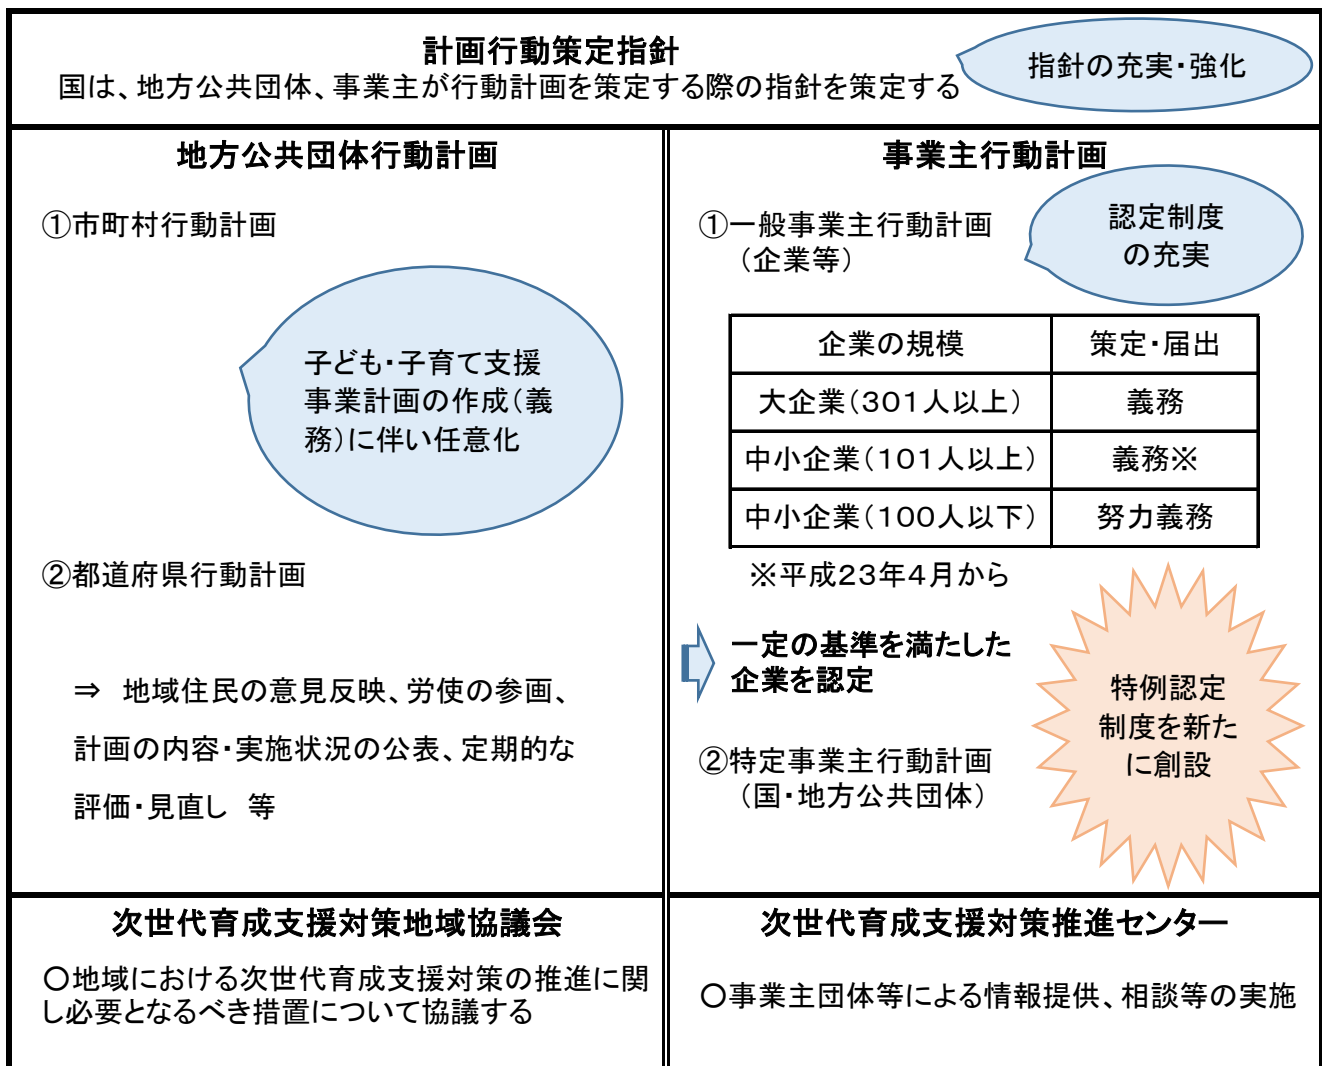 計画行動策定指針
国は、地方公共団体、事業主が行動計画を策定する際の指針を策定する
指針の充実・強化
地方公共団体行動計画
①市町村行動計画
子ども・子育て支援
事業計画の作成（義
務）に伴い任意化
②都道府県行動計画
⇒　地域住民の意見反映、労使の参画、
計画の内容・実施状況の公表、定期的な
評価・見直し　等
事業主行動計画
①一般事業主行動計画
（企業等）
認定制度
の充実
企業の規模　策定・届出
大企業（３０１人以上）　義務
中小企業（１０１人以上）　義務※
中小企業（１００人以下）　努力義務
※平成２３年４月から
一定の基準を満たした
企業を認定
特例認定
制度を新た
に創設
②特定事業主行動計画
（国・地方公共団体）
次世代育成支援対策地域協議会
〇地域における次世代育成支援対策の推進に関
し必要となるべき措置について協議する
次世代育成支援対策推進センター
〇事業主団体等による情報提供、相談等の実施